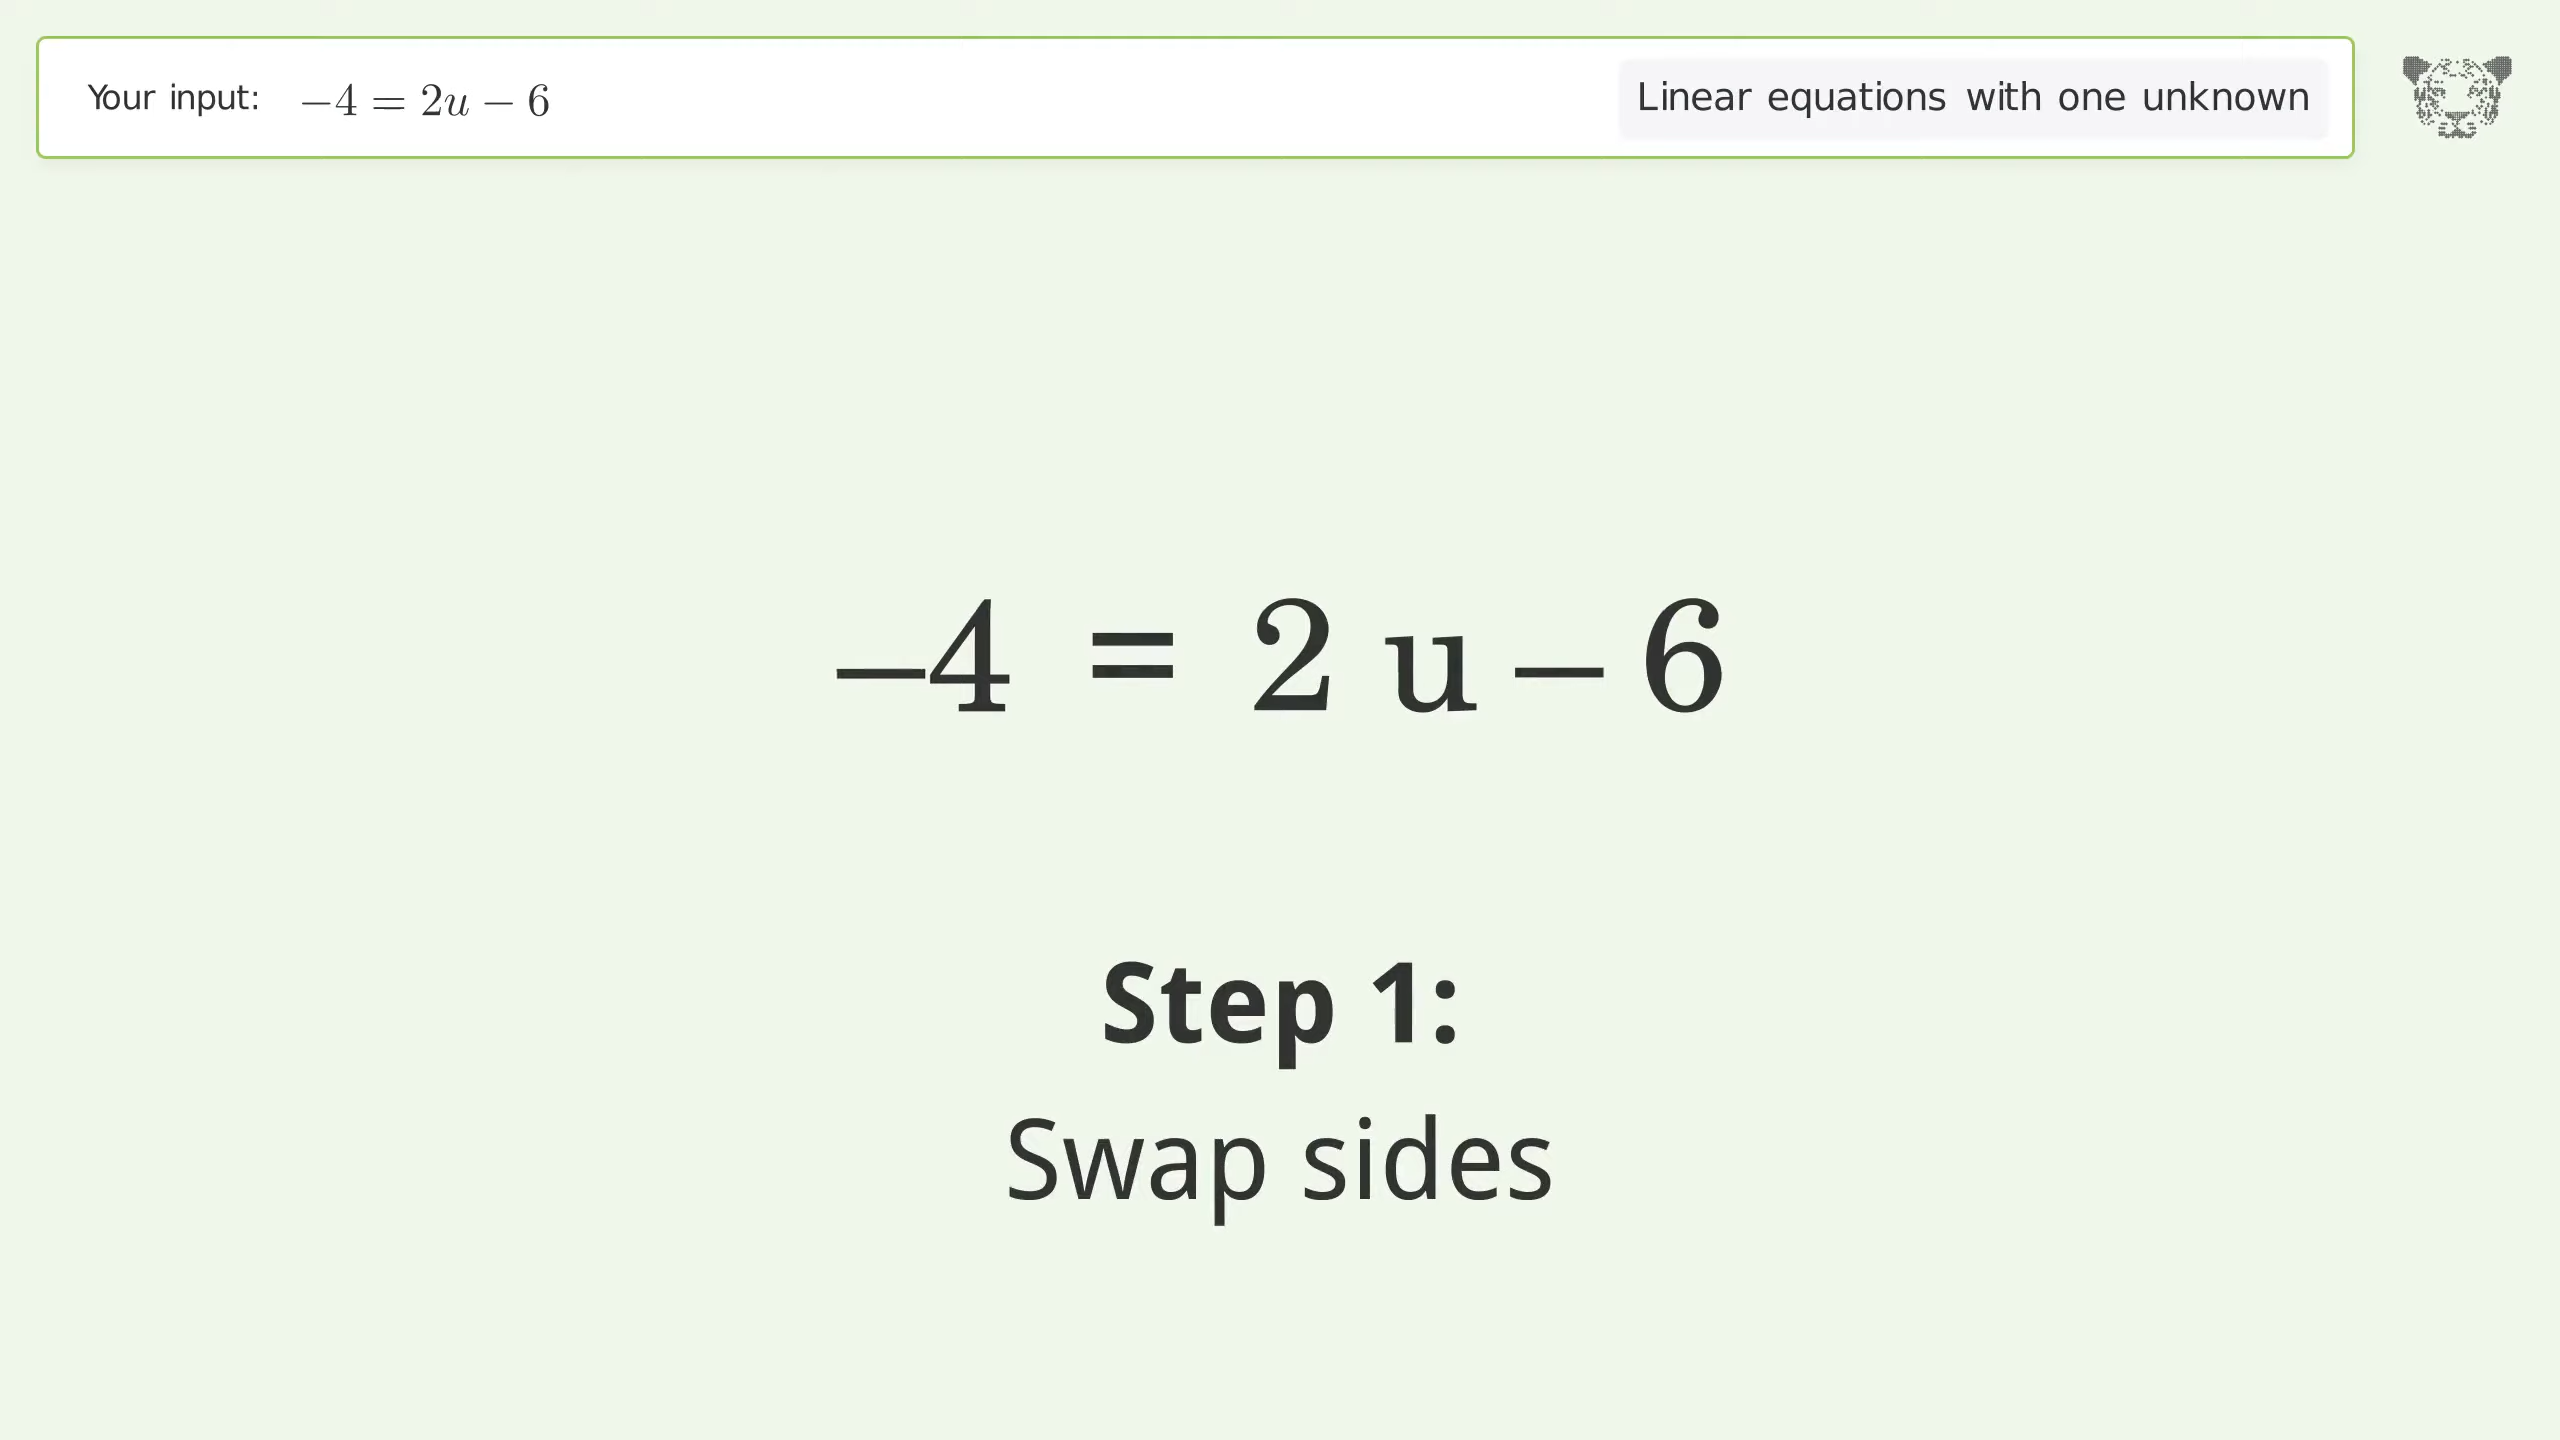 Your input: −4 = 2u − 6
Linear equations with one unknown
–4 = 2 u – 6
Step 1:
Swap sides